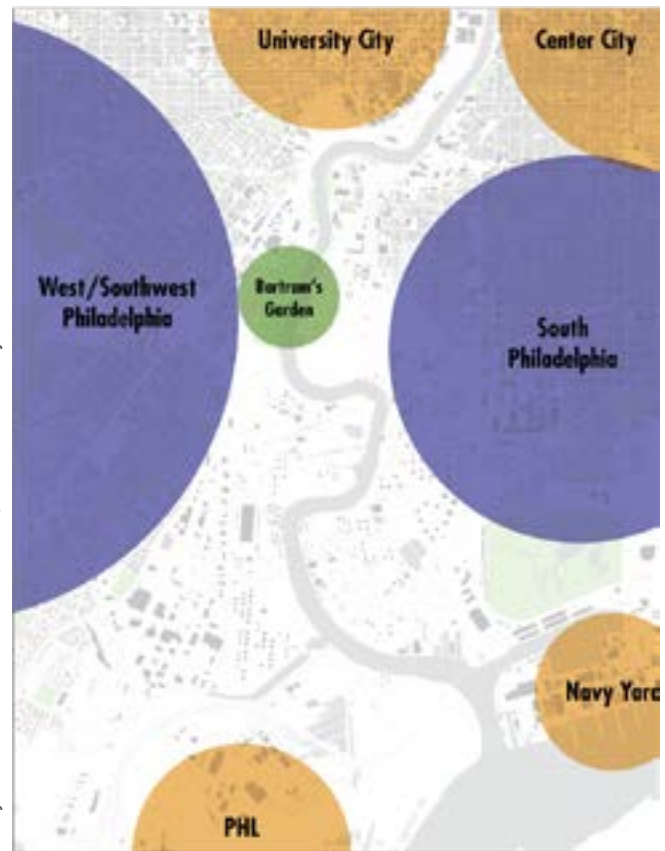 University City
Center City
West/Southwest
Philadelphia
Bartram's
Garden
South
Philadelphia
Navy Yard
PHL